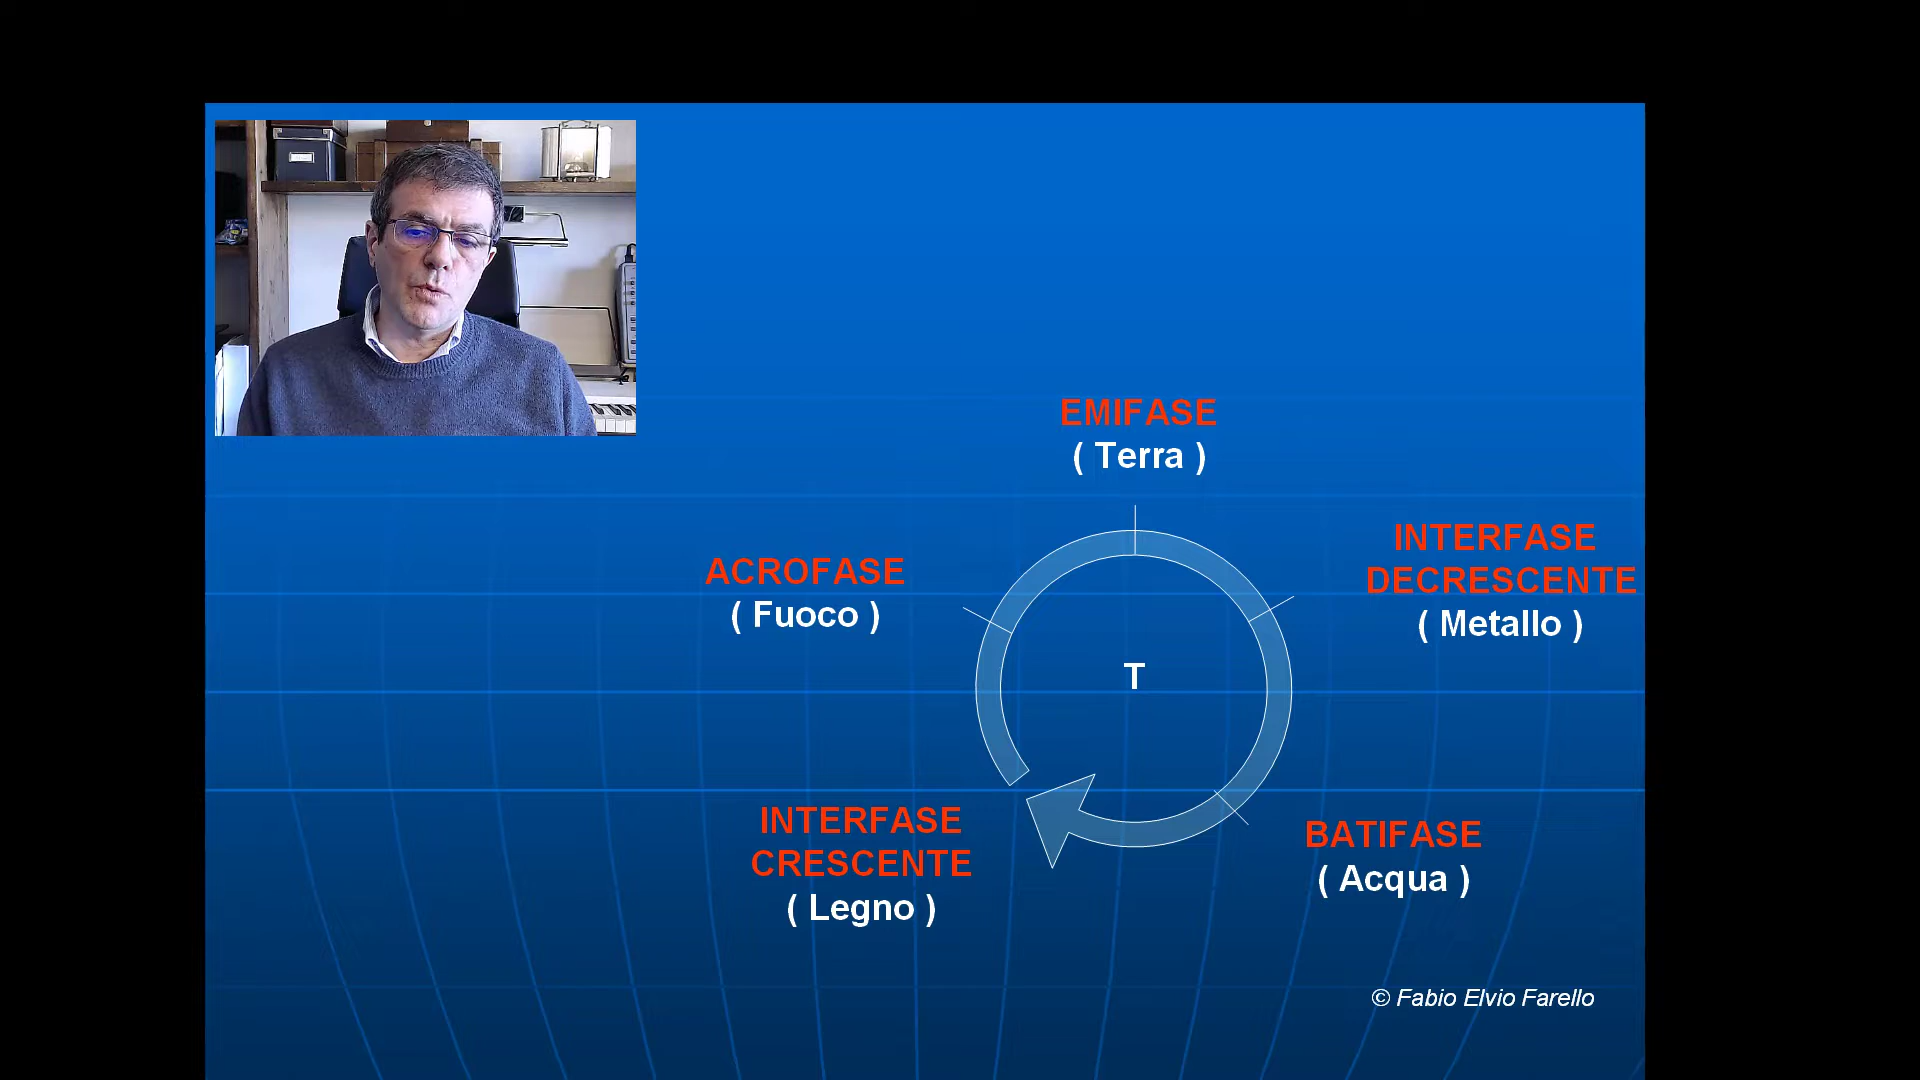 EMIFASE
( Terra )
INTERFASE
DECRESCENTE
( Metallo )
ACROFASE
( Fuoco )
T
INTERFASE
CRESCENTE
( Legno )
BATIFASE
( Acqua )
© Fabio Elvio Farello